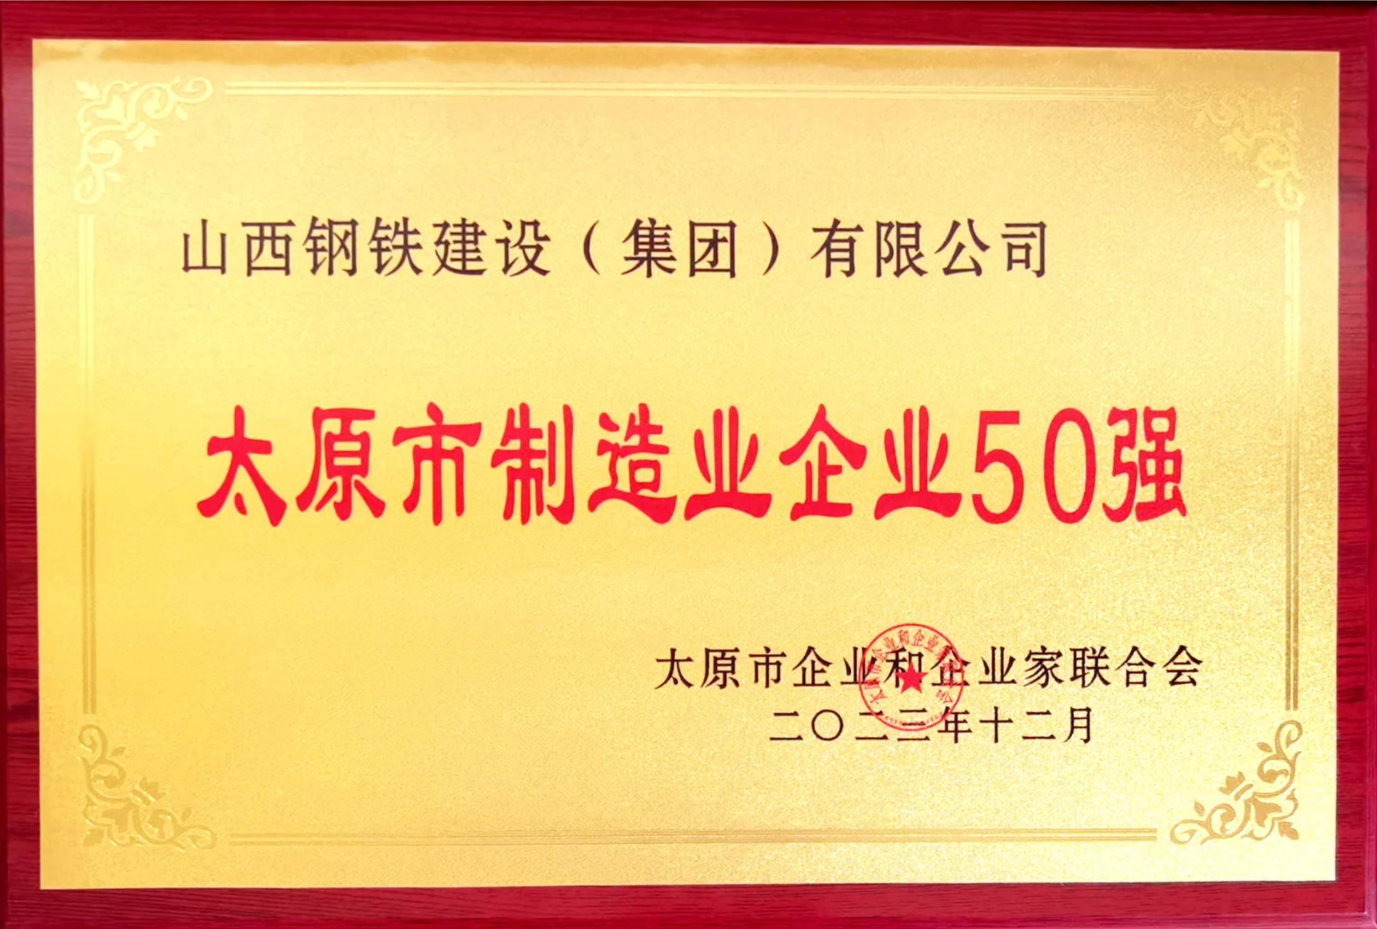 山西钢铁建设（集团）有限公司
太原市制造业企业50强
太原市企业和企业家联合会
二〇二三年十二月